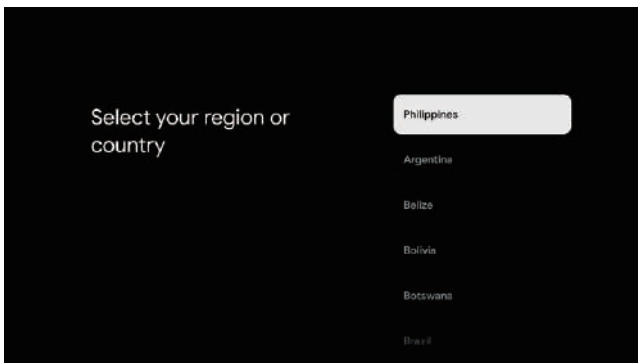 Select your region or
country
Philippines
Argentina
Belize
Bolivia
Botswana
Brazil